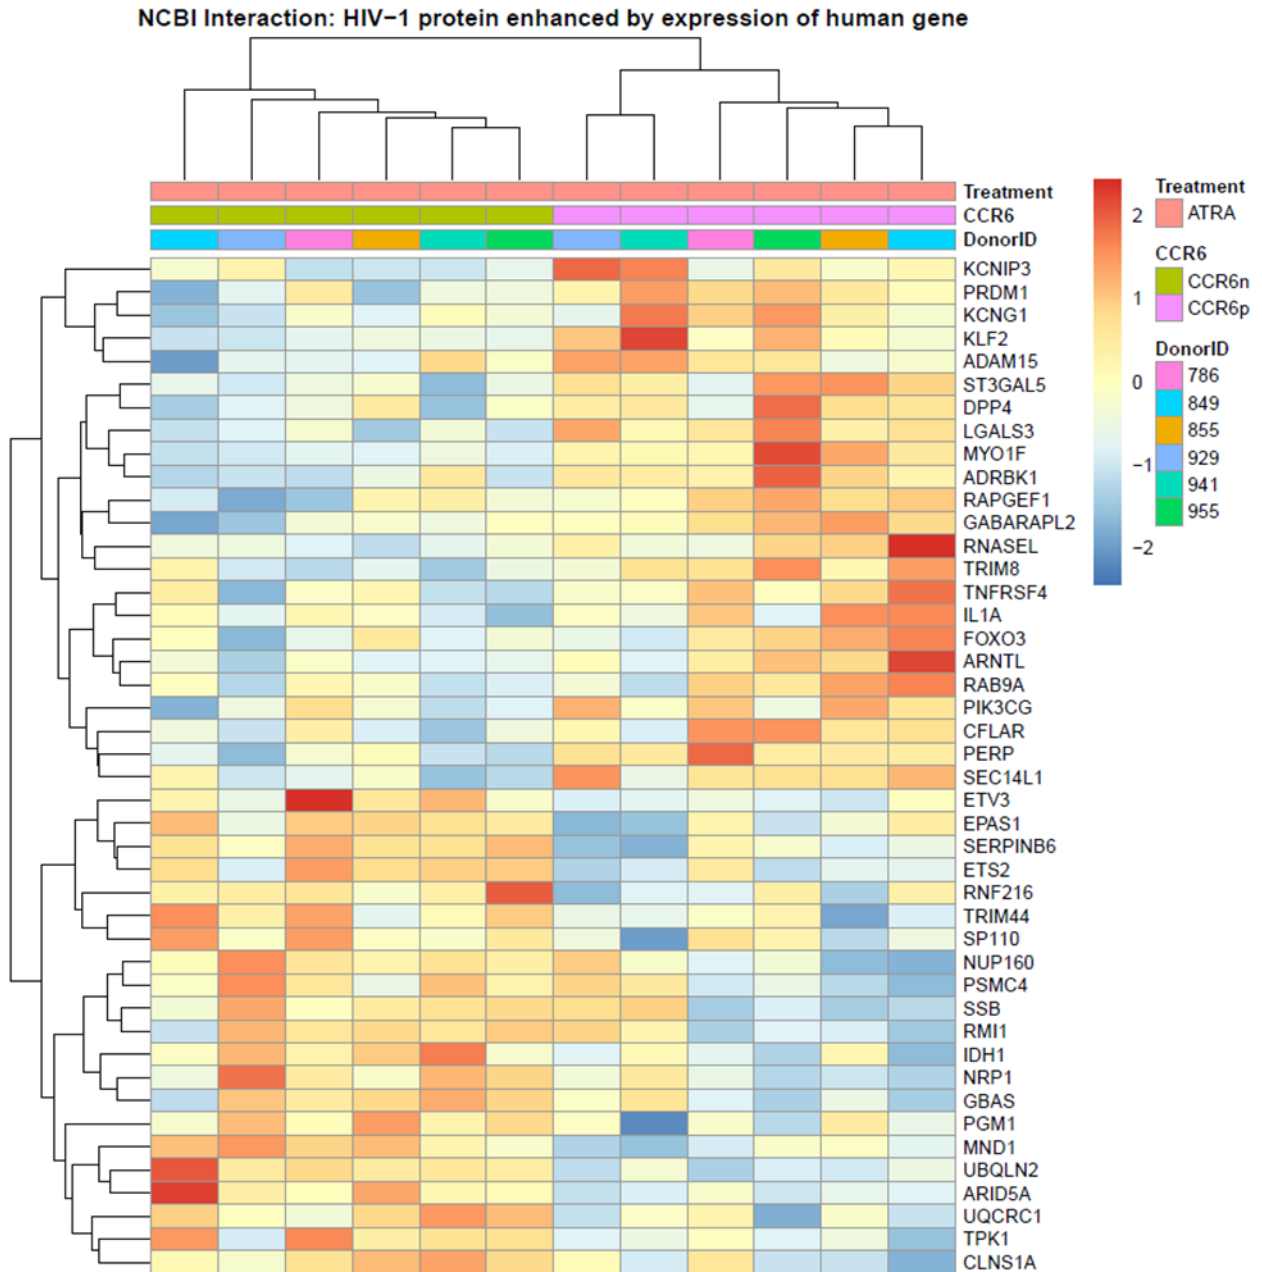 NCBI Interaction: HIV−1 protein enhanced by expression of human gene
Treatment
CCR6
DonorID
KCNIP3
PRDM1
KCNG1
KLF2
ADAM15
ST3GAL5
DPP4
LGALS3
MYO1F
ADRBK1
RAPGEF1
GABARAPL2
RNASEL
TRIM8
TNFRSF4
IL1A
FOXO3
ARNTL
RAB9A
PIK3CG
CFLAR
PERP
SEC14L1
ETV3
EPAS1
SERPINB6
ETS2
RNF216
TRIM44
SP110
NUP160
PSMC4
SSB
RMI1
IDH1
NRP1
GBAS
PGM1
MND1
UBQLN2
ARID5A
UQCRC1
TPK1
CLNS1A
2
1
0
−1
−2
Treatment
ATRA
CCR6
CCR6n
CCR6p
DonorID
786
849
855
929
941
955